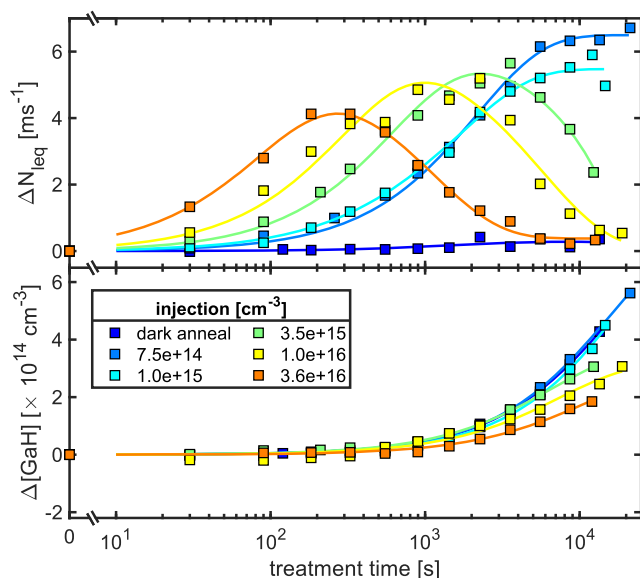 6
4
2
0
ΔN_leq [ms^-1]
6
4
2
0
-2
Δ[GaH] [× 10^14 cm^-3]
injection [cm^-3]
dark anneal 3.5e+15
7.5e+14 1.0e+16
1.0e+15 3.6e+16
0 10^1 10^2 10^3 10^4
treatment time [s]